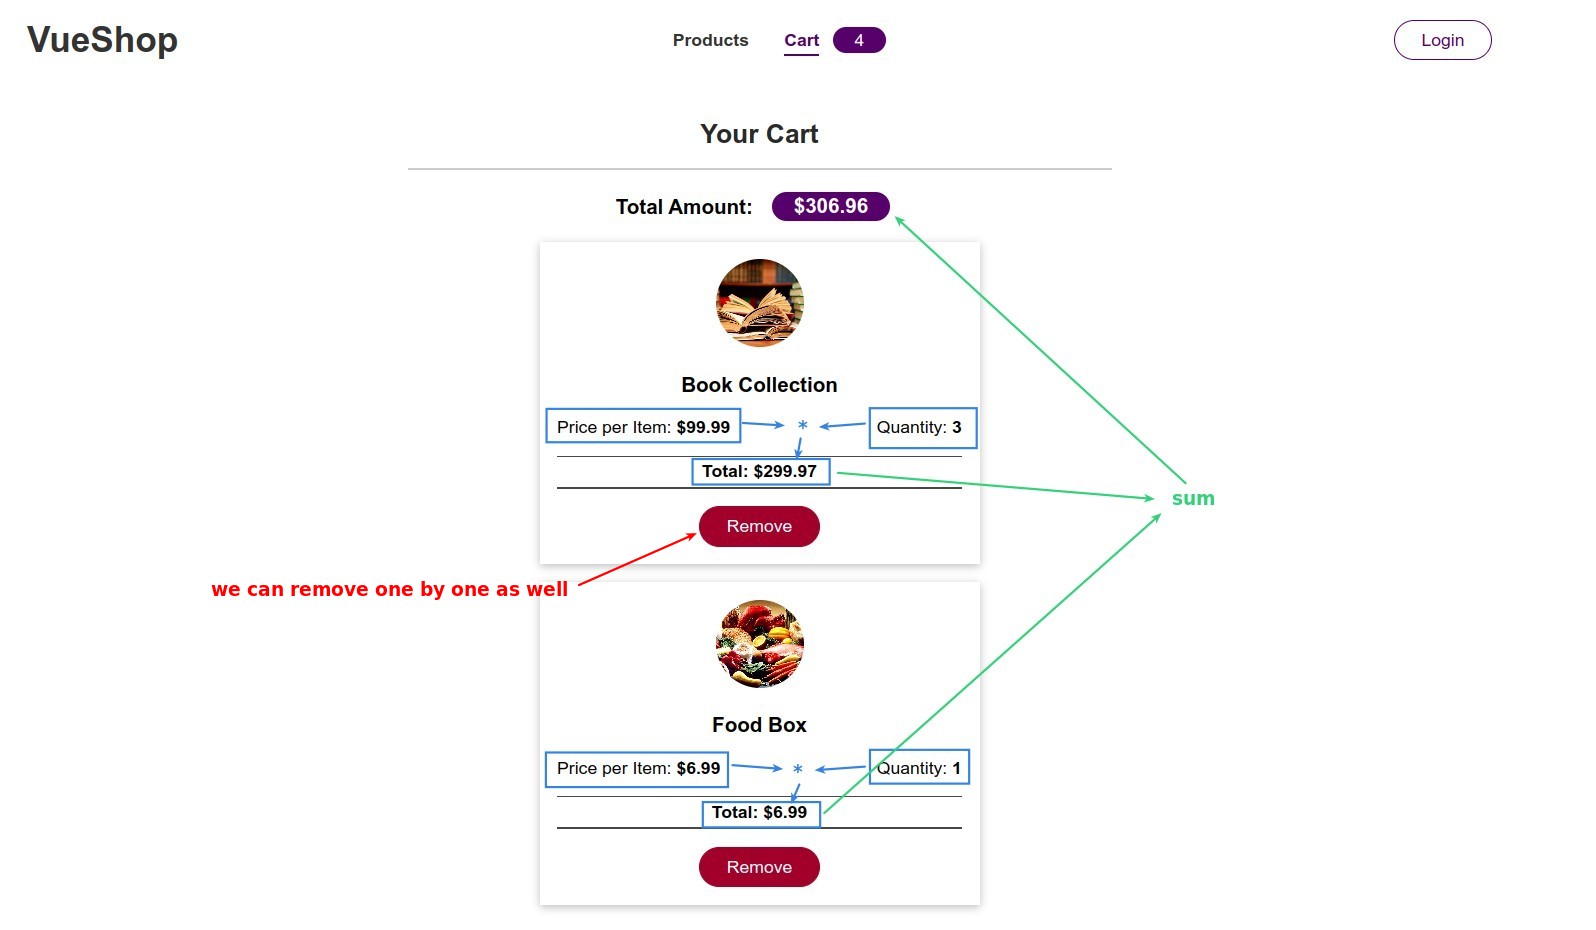 VueShop
Products Cart 4
Login
Your Cart
Total Amount: $306.96
Book Collection
Price per Item: $99.99 * Quantity: 3
Total: $299.97
sum
Remove
we can remove one by one as well
Food Box
Price per Item: $6.99 * Quantity: 1
Total: $6.99
Remove